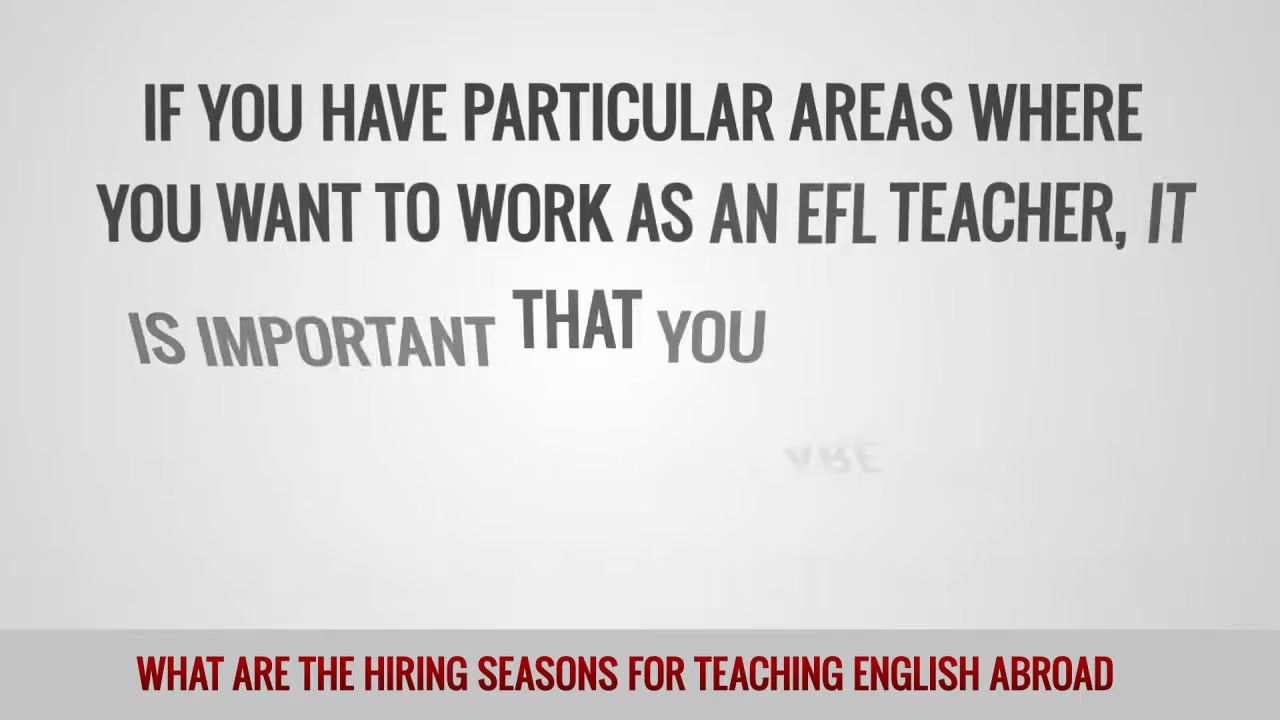 IF YOU HAVE PARTICULAR AREAS WHERE
YOU WANT TO WORK AS AN EFL TEACHER, IT
IS IMPORTANT THAT YOU
ARE
WHAT ARE THE HIRING SEASONS FOR TEACHING ENGLISH ABROAD